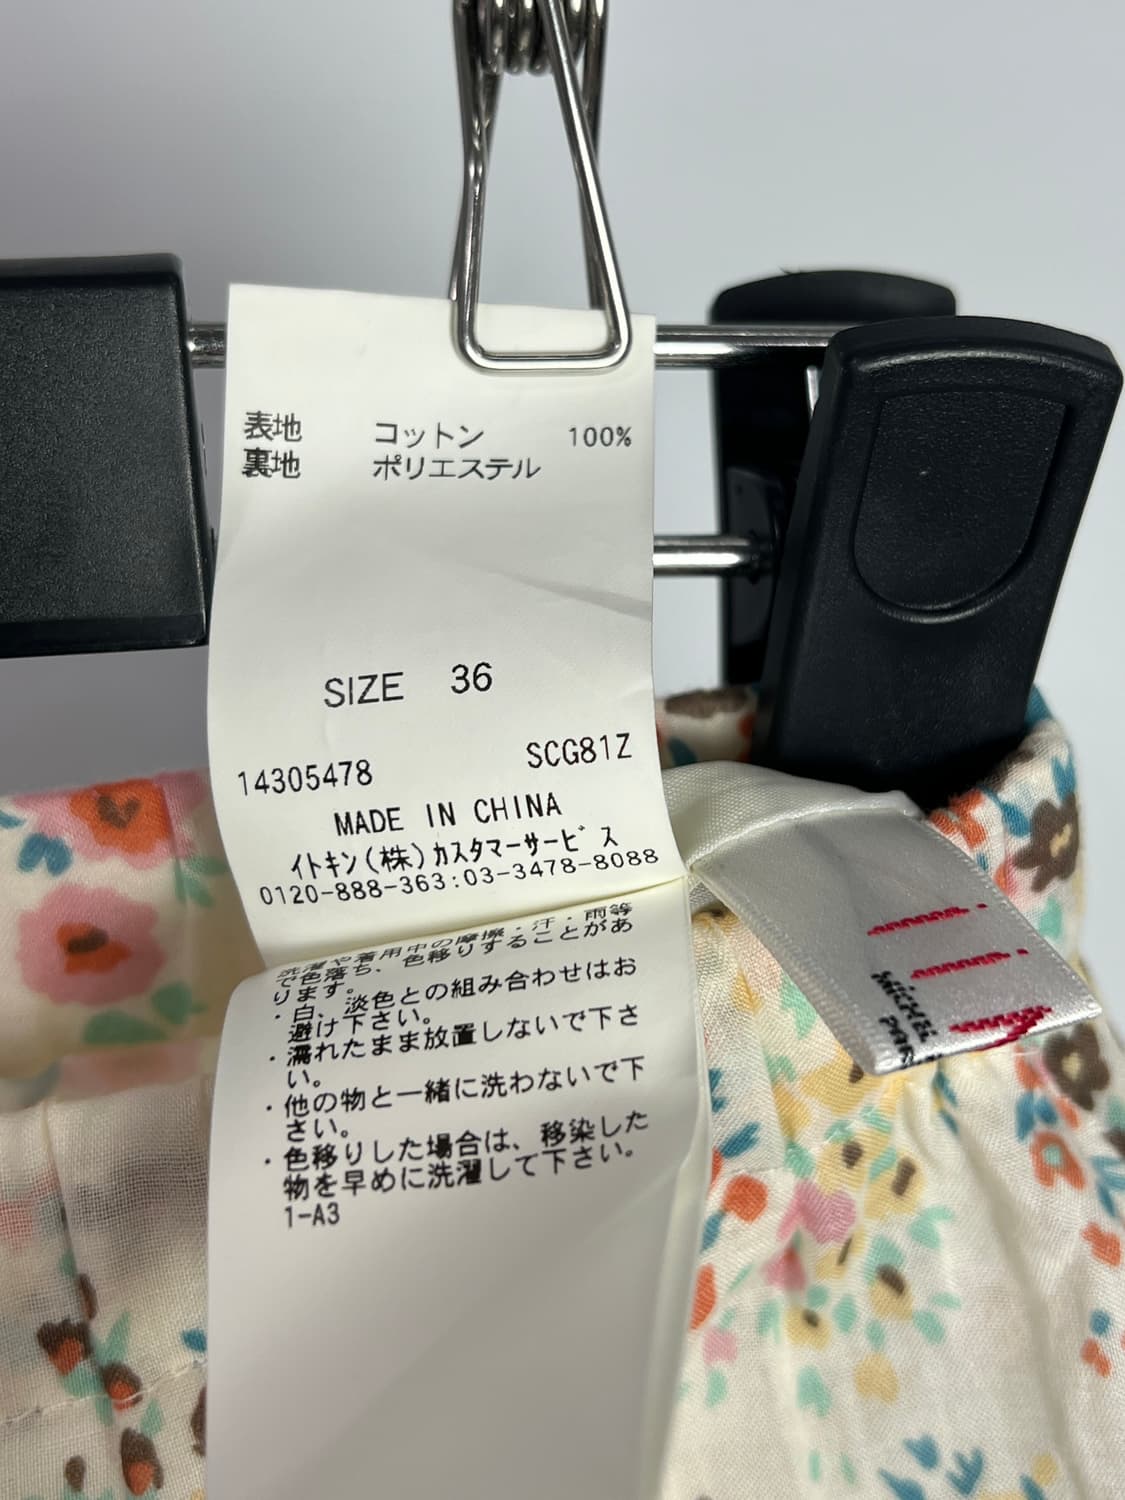 表地 コットン 100%
裏地 ポリエステル
SIZE 36
14305478 SCG81Z
MADE IN CHINA
イトキン(株)カスタマーサービス
0120-888-363:03-3478-8088
洗濯や着用中の摩擦・汗・雨等
で色落ち、色移りすることがあ
ります。
・白、淡色との組み合わせはお
避け下さい。
・濡れたまま放置しないで下さ
い。
・他の物と一緒に洗わないで下
さい。
・色移りした場合は、移染した
物を早めに洗濯して下さい。
1-A3